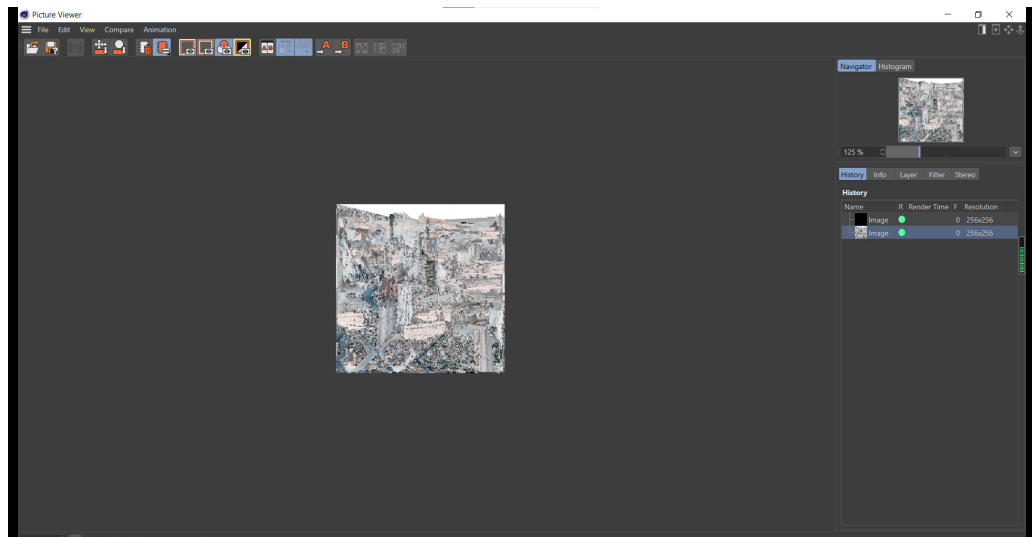 Picture Viewer
File Edit View Compare Animation
A B
Navigator Histogram
125 %
History Info Layer Filter Stereo
History
Name R Render Time F Resolution
Image 0 256x256
Image 0 256x256